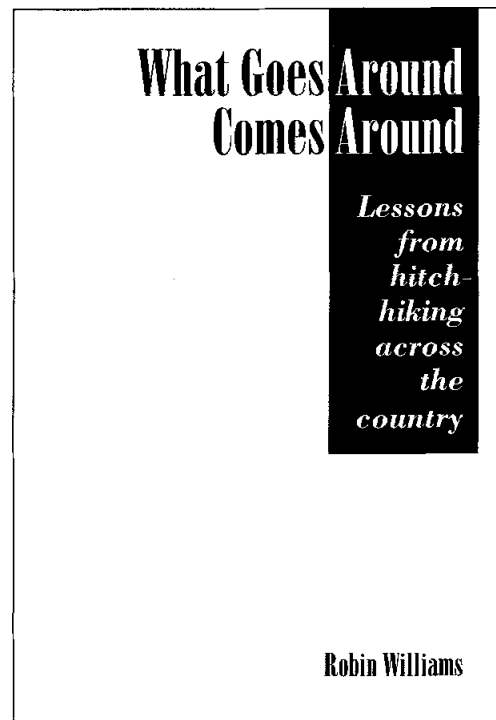 What Goes Around
Comes Around
Lessons
from
hitch-
hiking
across
the
country
Robin Williams